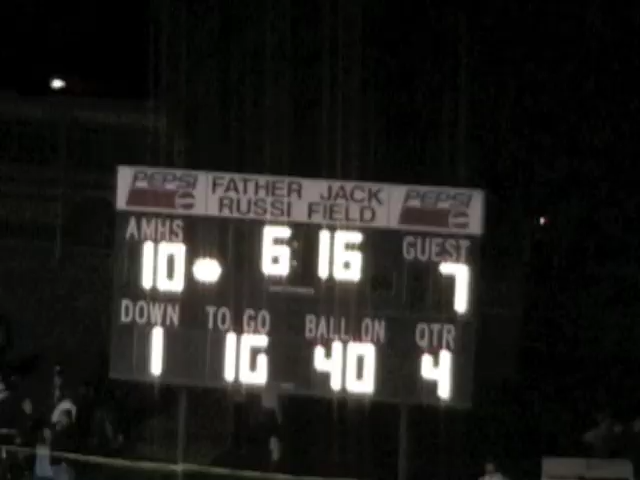 PEPSI FATHER JACK PEPSI
RUSSI FIELD
AMHS 6:16 GUEST
10 7
DOWN TO GO BALL ON QTR
1 10 40 4